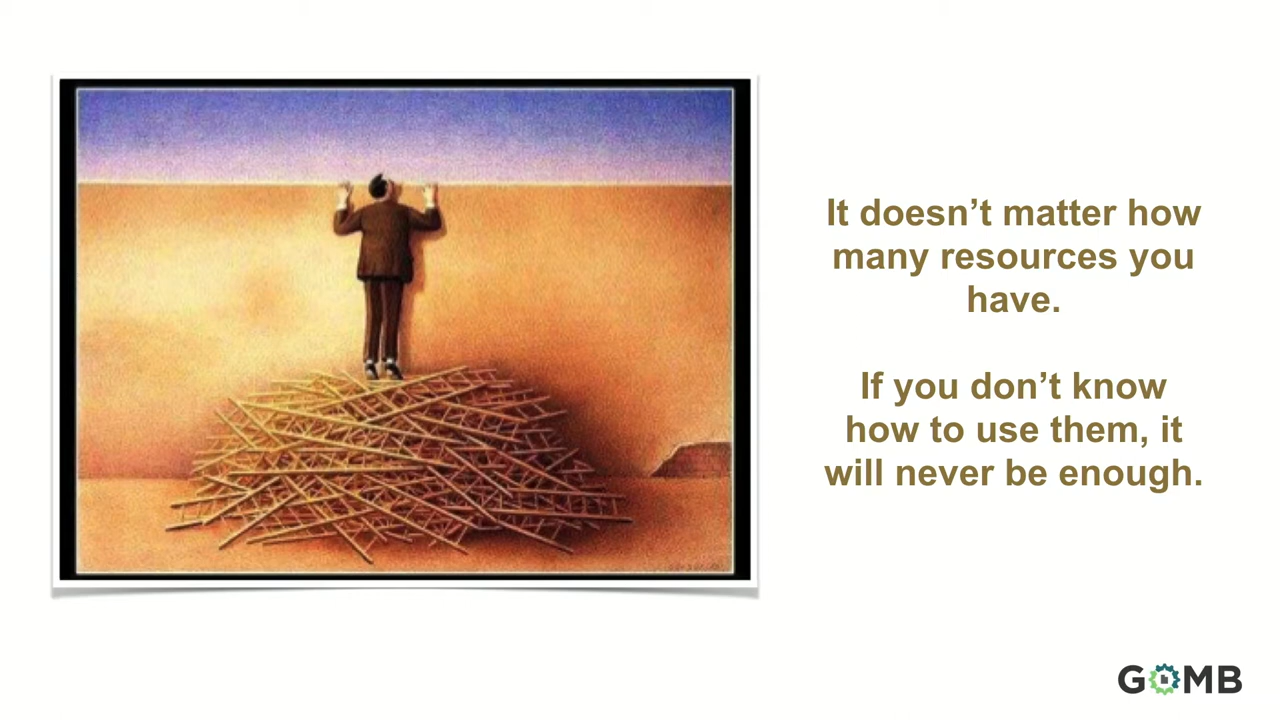 It doesn’t matter how
many resources you
have.
If you don’t know
how to use them, it
will never be enough.
GOMB